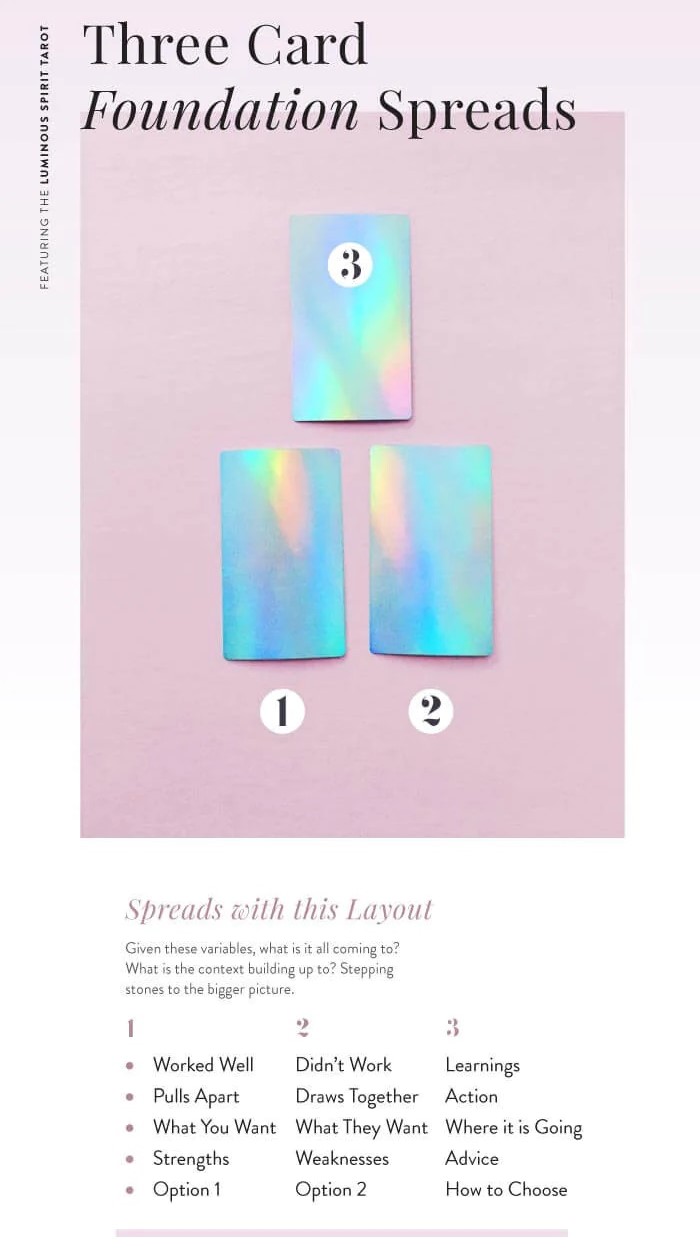 Three Card
Foundation Spreads
FEATURING THE LUMINOUS SPIRIT TAROT
3
1
2
Spreads with this Layout
Given these variables, what is it all coming to?
What is the context building up to? Stepping
stones to the bigger picture.
1 2 3
• Worked Well Didn't Work Learnings
• Pulls Apart Draws Together Action
• What You Want What They Want Where it is Going
• Strengths Weaknesses Advice
• Option 1 Option 2 How to Choose